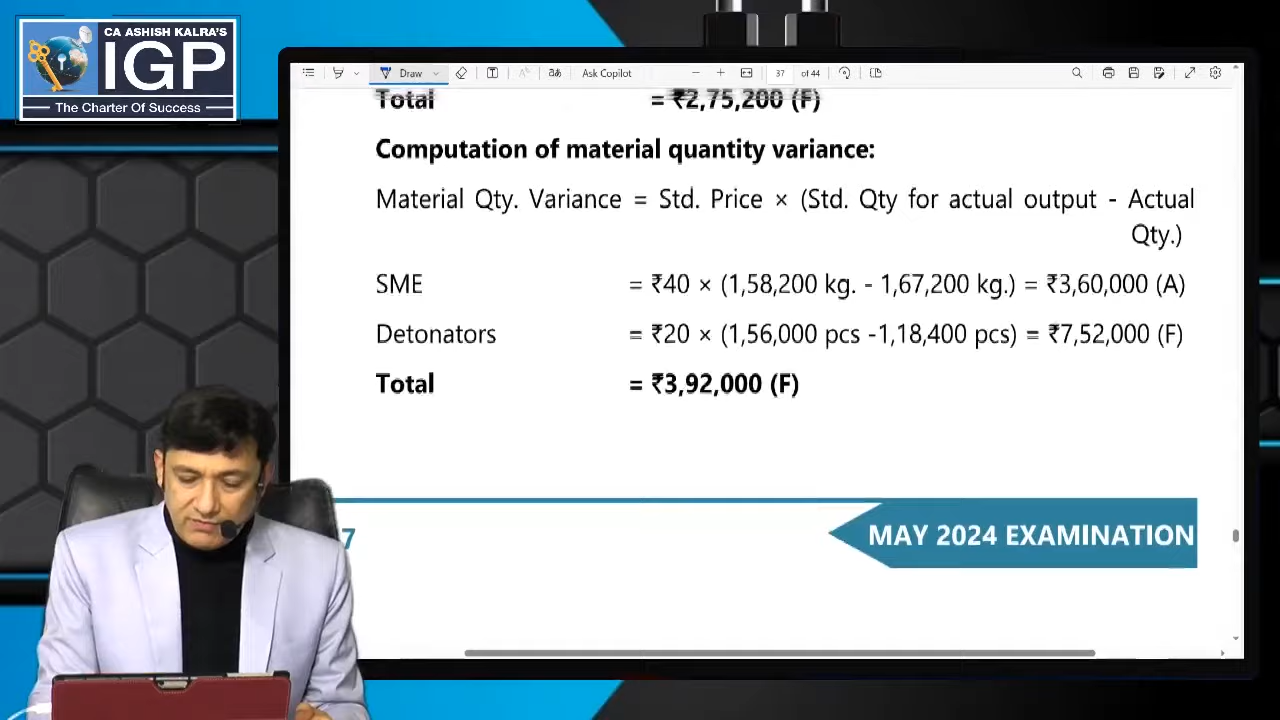 CA ASHISH KALRA'S
IGP
The Charter Of Success
Draw
Ask Copilot
37 of 44
Total = ₹2,75,200 (F)
Computation of material quantity variance:
Material Qty. Variance = Std. Price × (Std. Qty for actual output - Actual
Qty.)
SME = ₹40 × (1,58,200 kg. - 1,67,200 kg.) = ₹3,60,000 (A)
Detonators = ₹20 × (1,56,000 pcs -1,18,400 pcs) = ₹7,52,000 (F)
Total = ₹3,92,000 (F)
7
MAY 2024 EXAMINATION